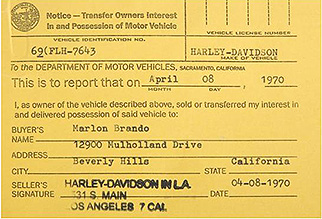 Notice — Transfer Owners Interest
in and Possession of Motor Vehicle
VEHICLE LICENSE NUMBER
VEHICLE IDENTIFICATION NO.
69(FLH-7643 HARLEY-DAVIDSON
MAKE OF VEHICLE
To the DEPARTMENT OF MOTOR VEHICLES, SACRAMENTO, CALIFORNIA
This is to report that on April 08, 1970
MONTH DAY
I, as owner of the vehicle described above, sold or transferred my interest in
and delivered possession of said vehicle to:
BUYER'S
NAME Marlon Brando
12900 Mulholland Drive
ADDRESS
Beverly Hills California
CITY STATE
SELLER'S
SIGNATURE HARLEY-DAVIDSON IN L.A. 04-08-1970
331 S. MAIN DATE
LOS ANGELES 7 CAL.